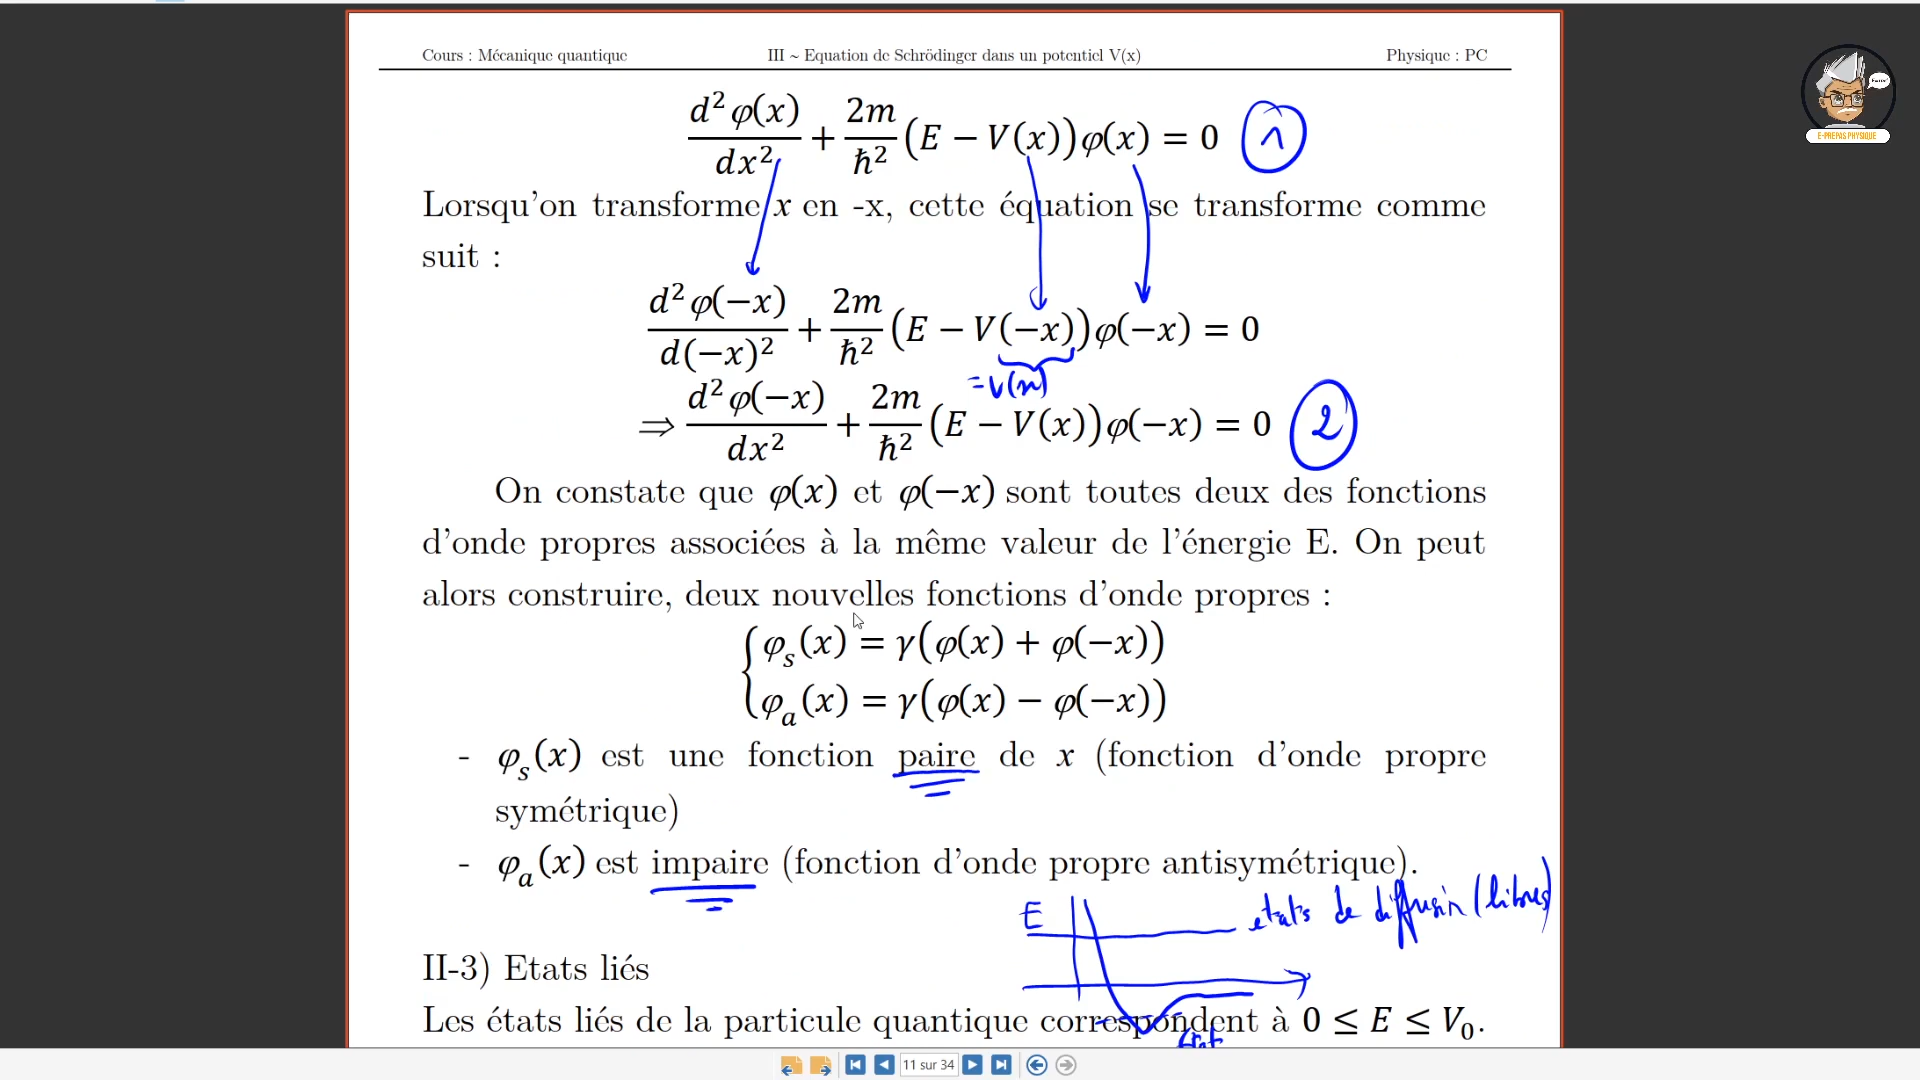 Cours : Mécanique quantique III ~ Equation de Schrödinger dans un potentiel V(x) Physique : PC
d²φ(x)/dx² + 2m/ħ² (E − V(x))φ(x) = 0 1
Lorsqu'on transforme x en -x, cette équation se transforme comme
suit :
d²φ(−x)/d(−x)² + 2m/ħ² (E − V(−x))φ(−x) = 0
= V(x)
⇒ d²φ(−x)/dx² + 2m/ħ² (E − V(x))φ(−x) = 0 2
On constate que φ(x) et φ(−x) sont toutes deux des fonctions
d'onde propres associées à la même valeur de l'énergie E. On peut
alors construire, deux nouvelles fonctions d'onde propres :
φₛ(x) = γ(φ(x) + φ(−x))
φₐ(x) = γ(φ(x) − φ(−x))
- φₛ(x) est une fonction paire de x (fonction d'onde propre
symétrique)
- φₐ(x) est impaire (fonction d'onde propre antisymétrique).
E etats de diffusion (libres)
II-3) Etats liés
Les états liés de la particule quantique correspondent à 0 ≤ E ≤ V₀.
E-PREPAS PHYSIQUE
11 sur 34